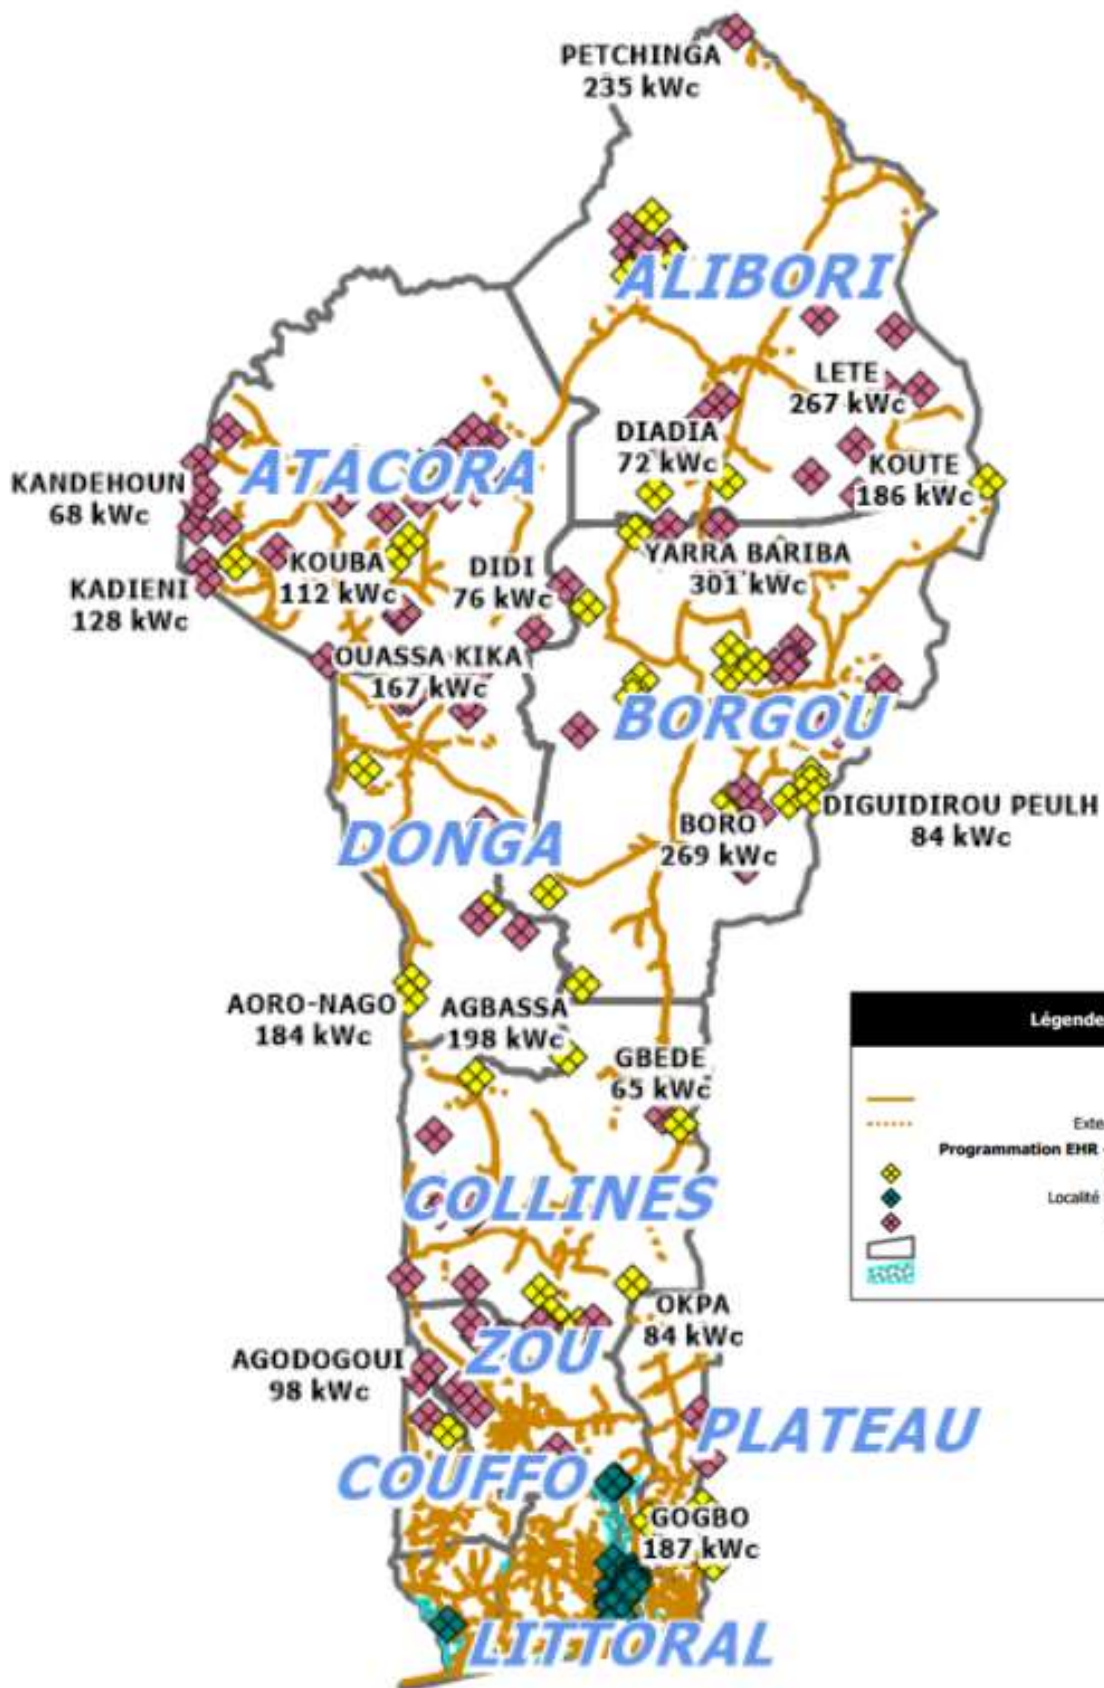 PETCHINGA
235 kWc
ALIBORI
LETE
267 kWc
DIADIA
72 kWc
KOUTE
186 kWc
ATACORA
KANDEHOUN
68 kWc
YARRA BARIBA
301 kWc
KOUBA
112 kWc
DIDI
76 kWc
KADIENI
128 kWc
OUASSA KIKA
167 kWc
BORGOU
DIGUIDIROU PEULH
84 kWc
BORO
269 kWc
DONGA
AORO-NAGO
184 kWc
AGBASSA
198 kWc
GBEDE
65 kWc
Légende
Exte
Programmation EHR
Localité
COLLINES
OKPA
84 kWc
ZOU
AGODOGOUI
98 kWc
PLATEAU
COUFFO
GOGBO
187 kWc
LITTORAL